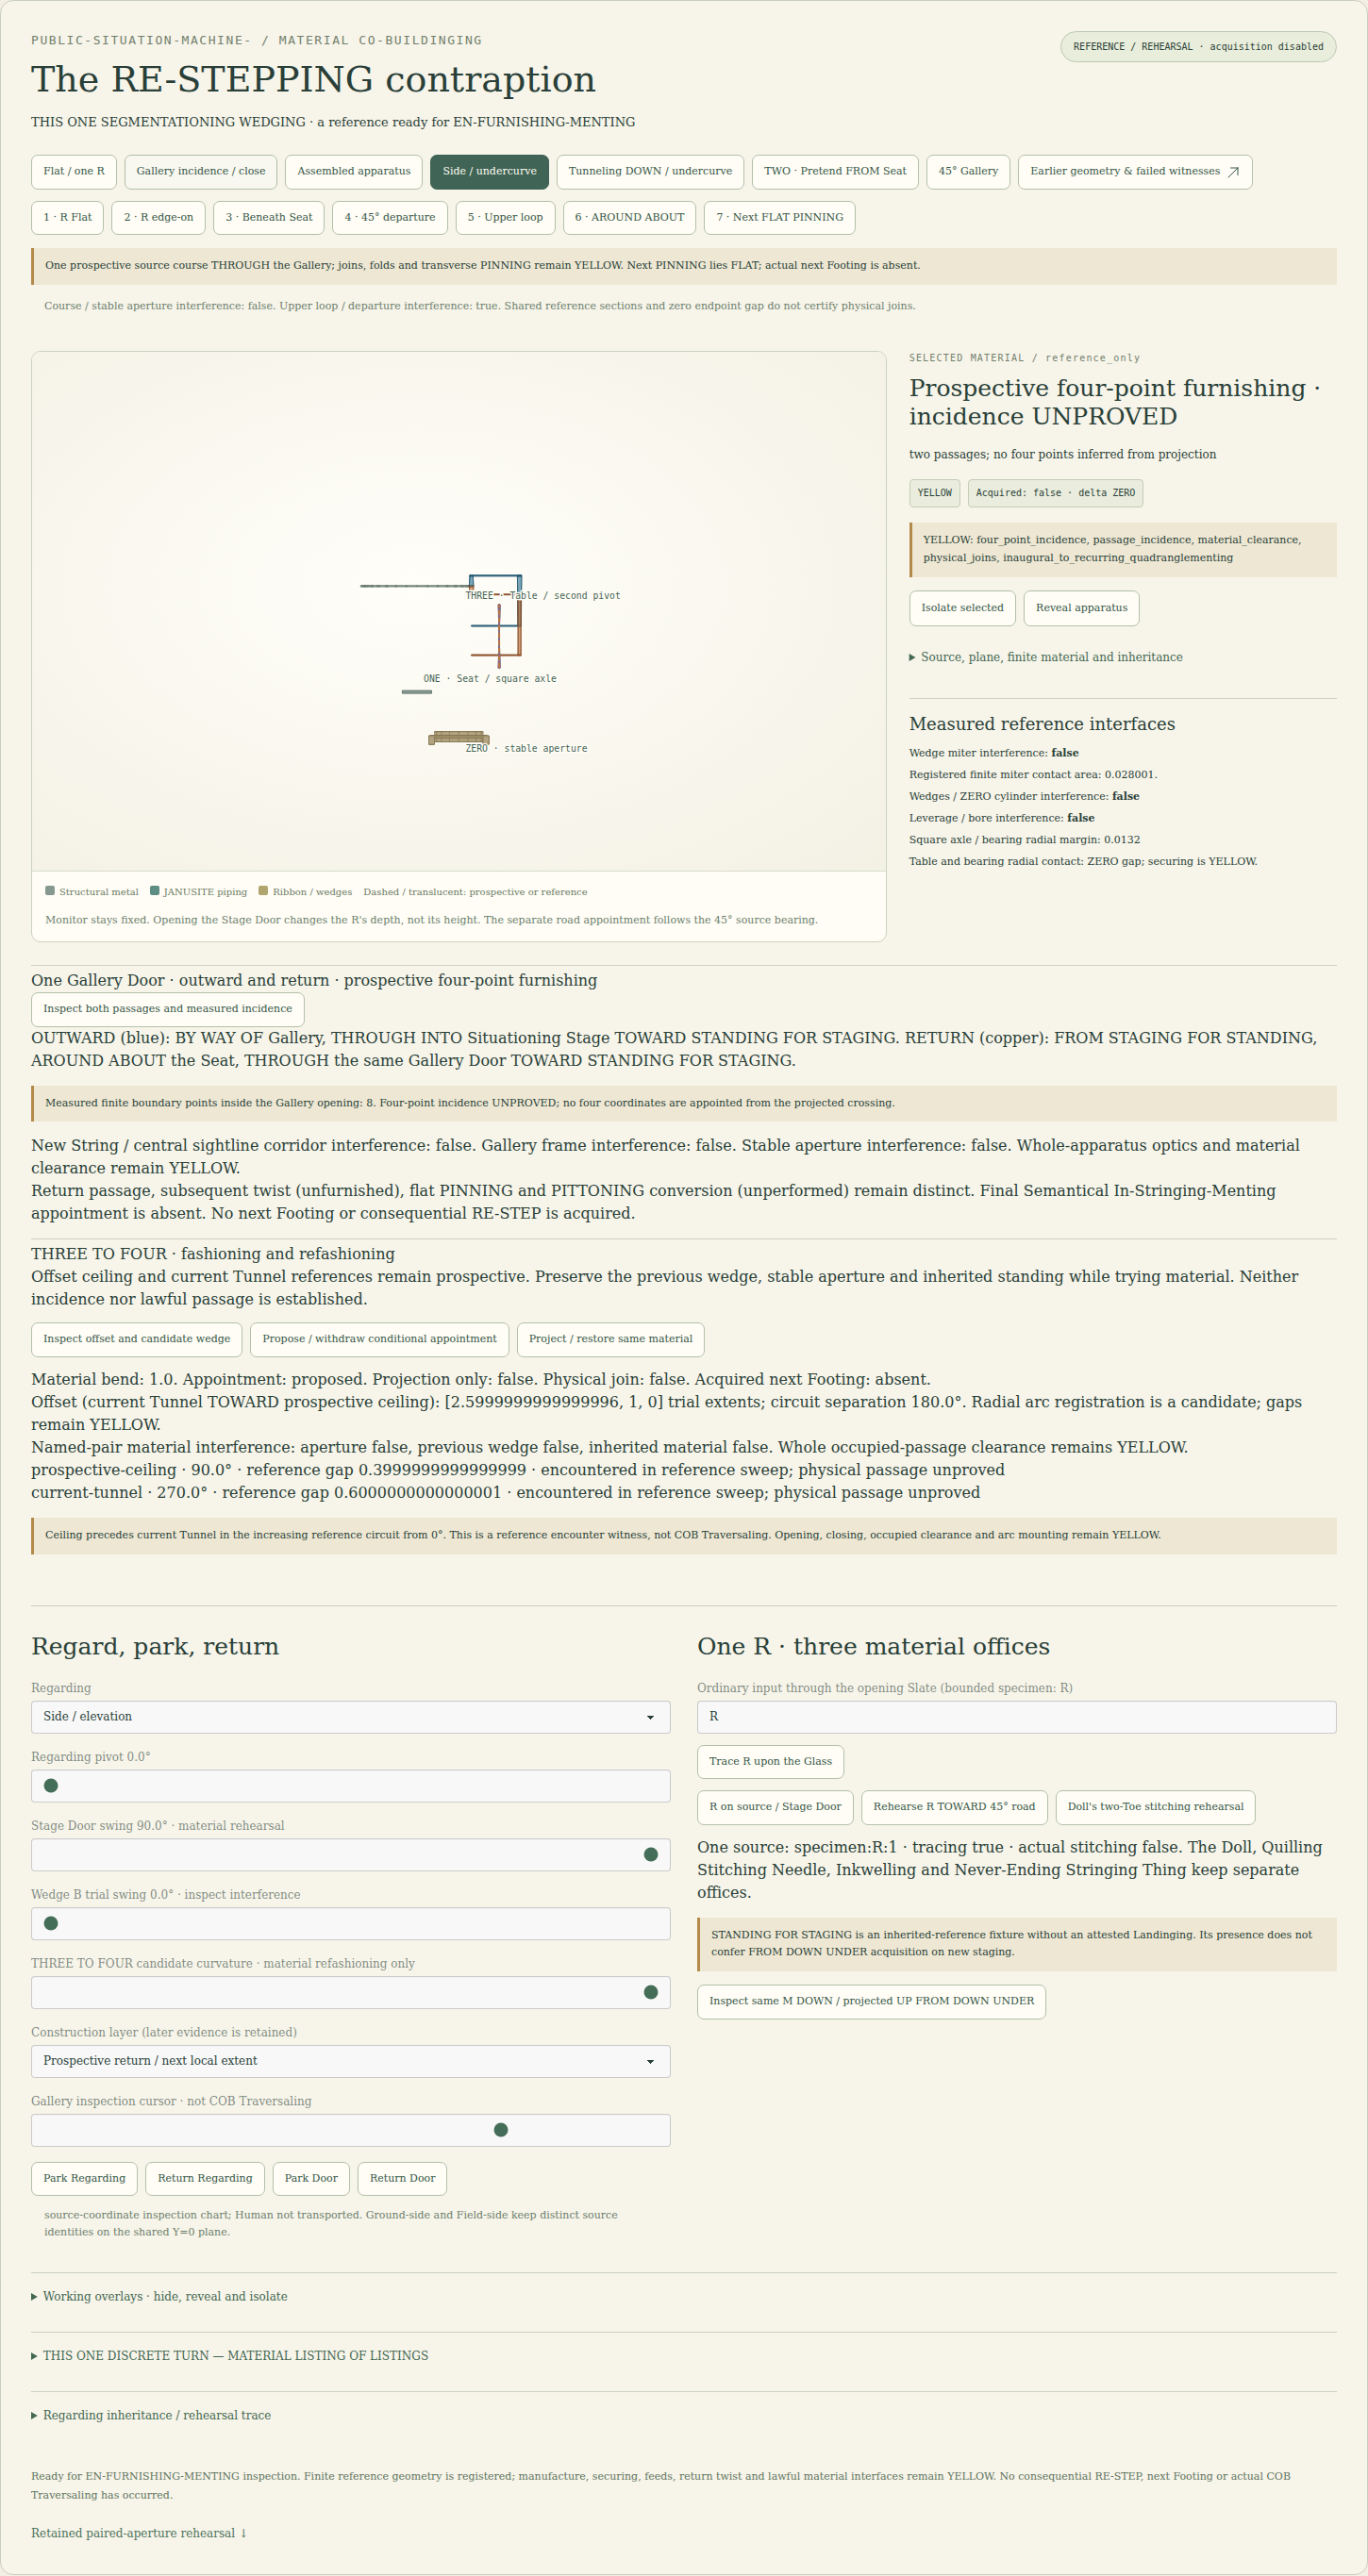 PUBLIC-SITUATION-MACHINE- / MATERIAL CO-BUILDINGING
REFERENCE / REHEARSAL · acquisition disabled
The RE-STEPPING contraption
THIS ONE SEGMENTATIONING WEDGING · a reference ready for EN-FURNISHING-MENTING
Flat / one R
Gallery incidence / close
Assembled apparatus
Side / undercurve
Tunneling DOWN / undercurve
TWO · Pretend FROM Seat
45° Gallery
Earlier geometry & failed witnesses
1 · R Flat
2 · R edge-on
3 · Beneath Seat
4 · 45° departure
5 · Upper loop
6 · AROUND ABOUT
7 · Next FLAT PINNING
One prospective source course THROUGH the Gallery; joins, folds and transverse PINNING remain YELLOW. Next PINNING lies FLAT; actual next Footing is absent.
Course / stable aperture interference: false. Upper loop / departure interference: true. Shared reference sections and zero endpoint gap do not certify physical joins.
THREE · Table / second pivot
ONE · Seat / square axle
ZERO · stable aperture
Structural metal
JANUSITE piping
Ribbon / wedges
Dashed / translucent: prospective or reference
Monitor stays fixed. Opening the Stage Door changes the R's depth, not its height. The separate road appointment follows the 45° source bearing.
SELECTED MATERIAL / reference_only
Prospective four-point furnishing ·
incidence UNPROVED
two passages; no four points inferred from projection
YELLOW
Acquired: false · delta ZERO
YELLOW: four_point_incidence, passage_incidence, material_clearance,
physical_joins, inaugural_to_recurring_quadranglementing
Isolate selected
Reveal apparatus
Source, plane, finite material and inheritance
Measured reference interfaces
Wedge miter interference: false
Registered finite miter contact area: 0.028001.
Wedges / ZERO cylinder interference: false
Leverage / bore interference: false
Square axle / bearing radial margin: 0.0132
Table and bearing radial contact: ZERO gap; securing is YELLOW.
One Gallery Door · outward and return · prospective four-point furnishing
Inspect both passages and measured incidence
OUTWARD (blue): BY WAY OF Gallery, THROUGH INTO Situationing Stage TOWARD STANDING FOR STAGING. RETURN (copper): FROM STAGING FOR STANDING,
AROUND ABOUT the Seat, THROUGH the same Gallery Door TOWARD STANDING FOR STAGING.
Measured finite boundary points inside the Gallery opening: 8. Four-point incidence UNPROVED; no four coordinates are appointed from the projected crossing.
New String / central sightline corridor interference: false. Gallery frame interference: false. Stable aperture interference: false. Whole-apparatus optics and material
clearance remain YELLOW.
Return passage, subsequent twist (unfurnished), flat PINNING and PITTONING conversion (unperformed) remain distinct. Final Semantical In-Stringing-Menting
appointment is absent. No next Footing or consequential RE-STEP is acquired.
THREE TO FOUR · fashioning and refashioning
Offset ceiling and current Tunnel references remain prospective. Preserve the previous wedge, stable aperture and inherited standing while trying material. Neither
incidence nor lawful passage is established.
Inspect offset and candidate wedge
Propose / withdraw conditional appointment
Project / restore same material
Material bend: 1.0. Appointment: proposed. Projection only: false. Physical join: false. Acquired next Footing: absent.
Offset (current Tunnel TOWARD prospective ceiling): [2.5999999999999996, 1, 0] trial extents; circuit separation 180.0°. Radial arc registration is a candidate; gaps
remain YELLOW.
Named-pair material interference: aperture false, previous wedge false, inherited material false. Whole occupied-passage clearance remains YELLOW.
prospective-ceiling · 90.0° · reference gap 0.3999999999999999 · encountered in reference sweep; physical passage unproved
current-tunnel · 270.0° · reference gap 0.6000000000000001 · encountered in reference sweep; physical passage unproved
Ceiling precedes current Tunnel in the increasing reference circuit from 0°. This is a reference encounter witness, not COB Traversaling. Opening, closing, occupied clearance and arc mounting remain YELLOW.
Regard, park, return
Regarding
Side / elevation
Regarding pivot 0.0°
Stage Door swing 90.0° · material rehearsal
Wedge B trial swing 0.0° · inspect interference
THREE TO FOUR candidate curvature · material refashioning only
Construction layer (later evidence is retained)
Prospective return / next local extent
Gallery inspection cursor · not COB Traversaling
Park Regarding
Return Regarding
Park Door
Return Door
source-coordinate inspection chart; Human not transported. Ground-side and Field-side keep distinct source
identities on the shared Y=0 plane.
One R · three material offices
Ordinary input through the opening Slate (bounded specimen: R)
R
Trace R upon the Glass
R on source / Stage Door
Rehearse R TOWARD 45° road
Doll's two-Toe stitching rehearsal
One source: specimen:R:1 · tracing true · actual stitching false. The Doll, Quilling
Stitching Needle, Inkwelling and Never-Ending Stringing Thing keep separate
offices.
STANDING FOR STAGING is an inherited-reference fixture without an attested Landinging. Its presence does not
confer FROM DOWN UNDER acquisition on new staging.
Inspect same M DOWN / projected UP FROM DOWN UNDER
Working overlays · hide, reveal and isolate
THIS ONE DISCRETE TURN — MATERIAL LISTING OF LISTINGS
Regarding inheritance / rehearsal trace
Ready for EN-FURNISHING-MENTING inspection. Finite reference geometry is registered; manufacture, securing, feeds, return twist and lawful material interfaces remain YELLOW. No consequential RE-STEP, next Footing or actual COB
Traversaling has occurred.
Retained paired-aperture rehearsal ↓